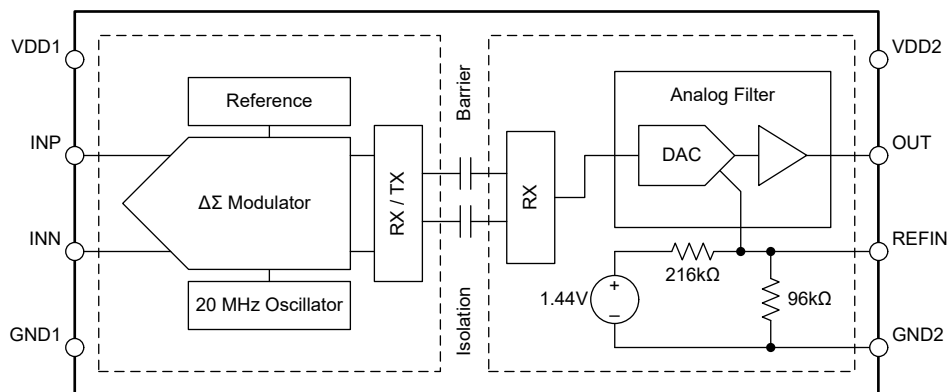 VDD1
VDD2
Reference
Barrier
Analog Filter
INP
DAC
OUT
ΔΣ Modulator
RX / TX
RX
INN
REFIN
216kΩ
20 MHz Oscillator
1.44V
+
–
96kΩ
Isolation
GND1
GND2